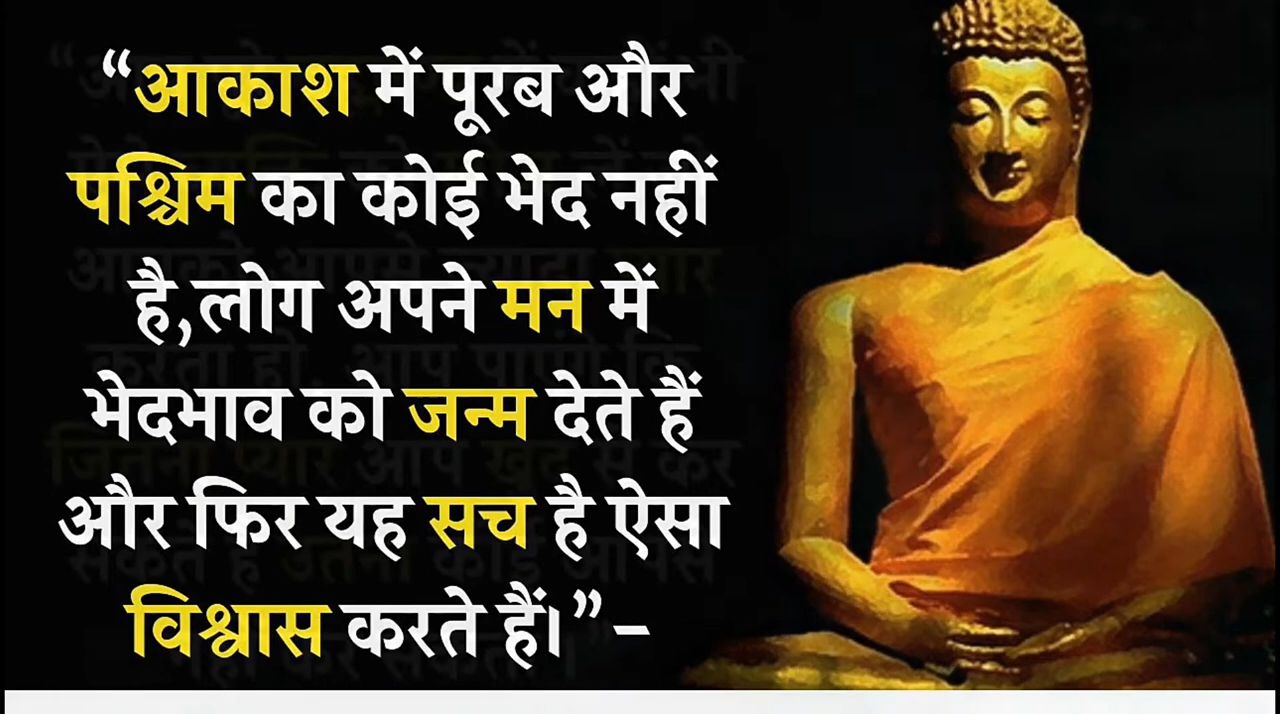 “आकाश में पूरब और
पश्चिम का कोई भेद नहीं
है,लोग अपने मन में
भेदभाव को जन्म देते हैं
और फिर यह सच है ऐसा
विश्वास करते हैं।”–